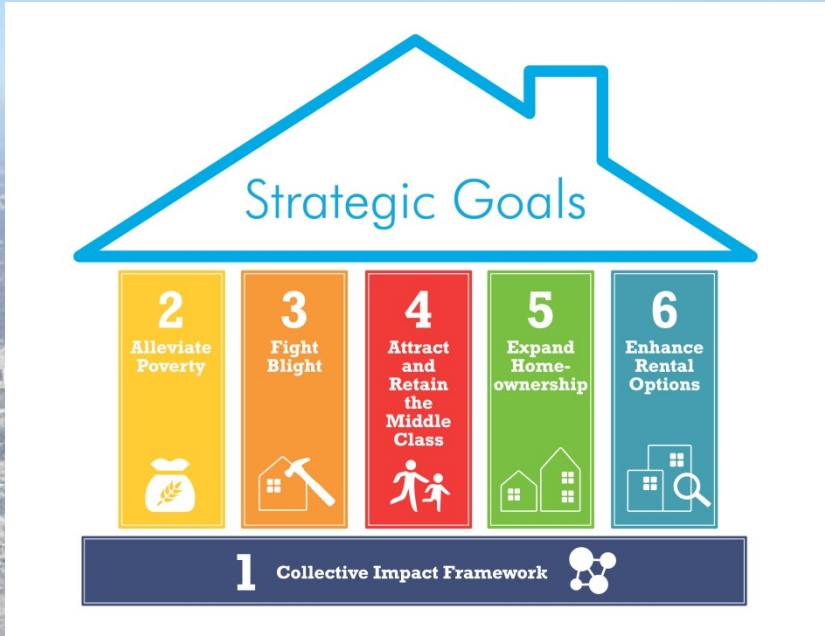 Strategic Goals
2
Alleviate
Poverty
3
Fight
Blight
4
Attract
and
Retain
the
Middle
Class
5
Expand
Home-
ownership
6
Enhance
Rental
Options
1 Collective Impact Framework